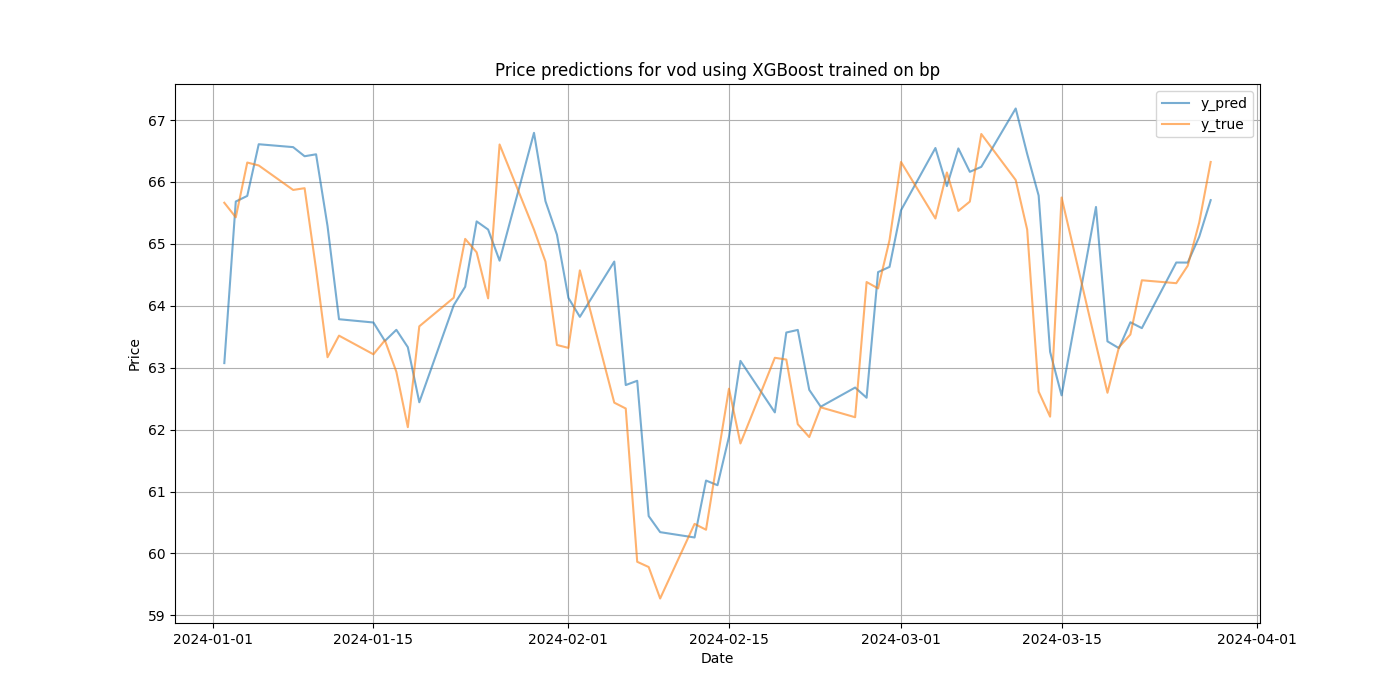 Price predictions for vod using XGBoost trained on bp
y_pred
y_true
67
66
65
64
63
62
61
60
59
Price
2024-01-01 2024-01-15 2024-02-01 2024-02-15 2024-03-01 2024-03-15 2024-04-01
Date